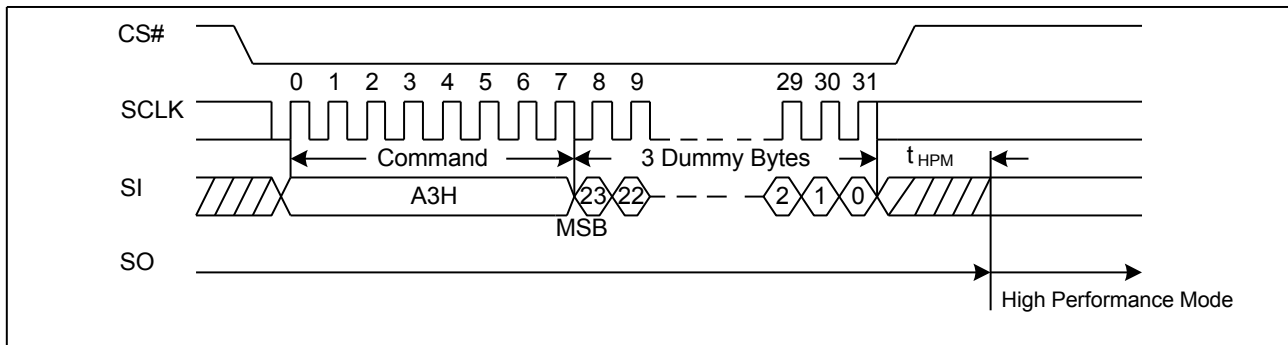 CS#
0 1 2 3 4 5 6 7 8 9 29 30 31
SCLK
Command 3 Dummy Bytes tHPM
SI A3H 23 22 2 1 0
MSB
SO
High Performance Mode